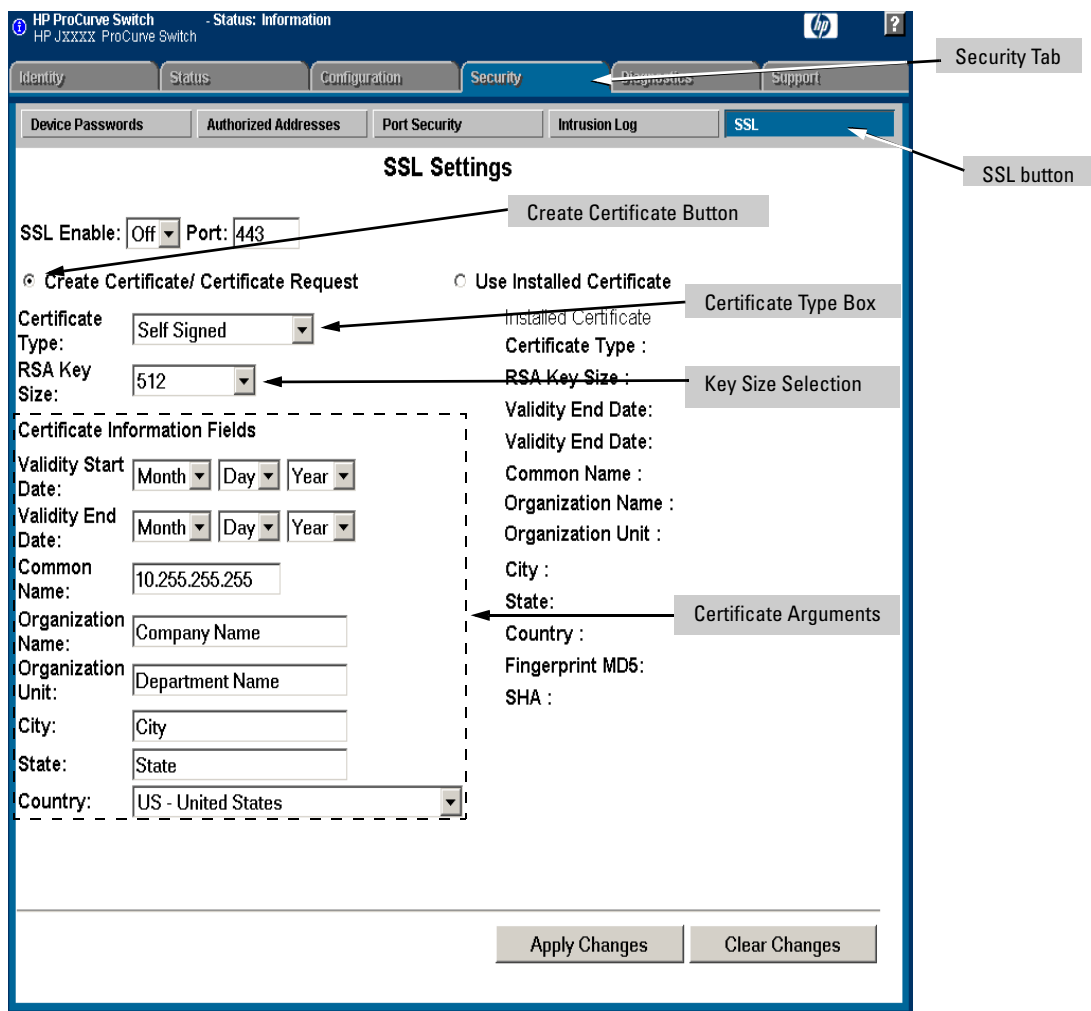 HP ProCurve Switch - Status: Information
HP JXXXX ProCurve Switch
hp
?
Identity Status Configuration Security Diagnostics Support
Security Tab
Device Passwords Authorized Addresses Port Security Intrusion Log SSL
SSL button
SSL Settings
Create Certificate Button
SSL Enable: Off Port: 443
Create Certificate/ Certificate Request
Use Installed Certificate
Certificate Type: Self Signed
RSA Key Size: 512
Certificate Information Fields
Validity Start Date: Month Day Year
Validity End Date: Month Day Year
Common Name: 10.255.255.255
Organization Name: Company Name
Organization Unit: Department Name
City: City
State: State
Country: US - United States
Certificate Type Box
Installed Certificate
Certificate Type :
RSA Key Size :
Key Size Selection
Validity End Date:
Validity End Date:
Common Name :
Organization Name :
Organization Unit :
City :
State:
Certificate Arguments
Country :
Fingerprint MD5:
SHA :
Apply Changes Clear Changes